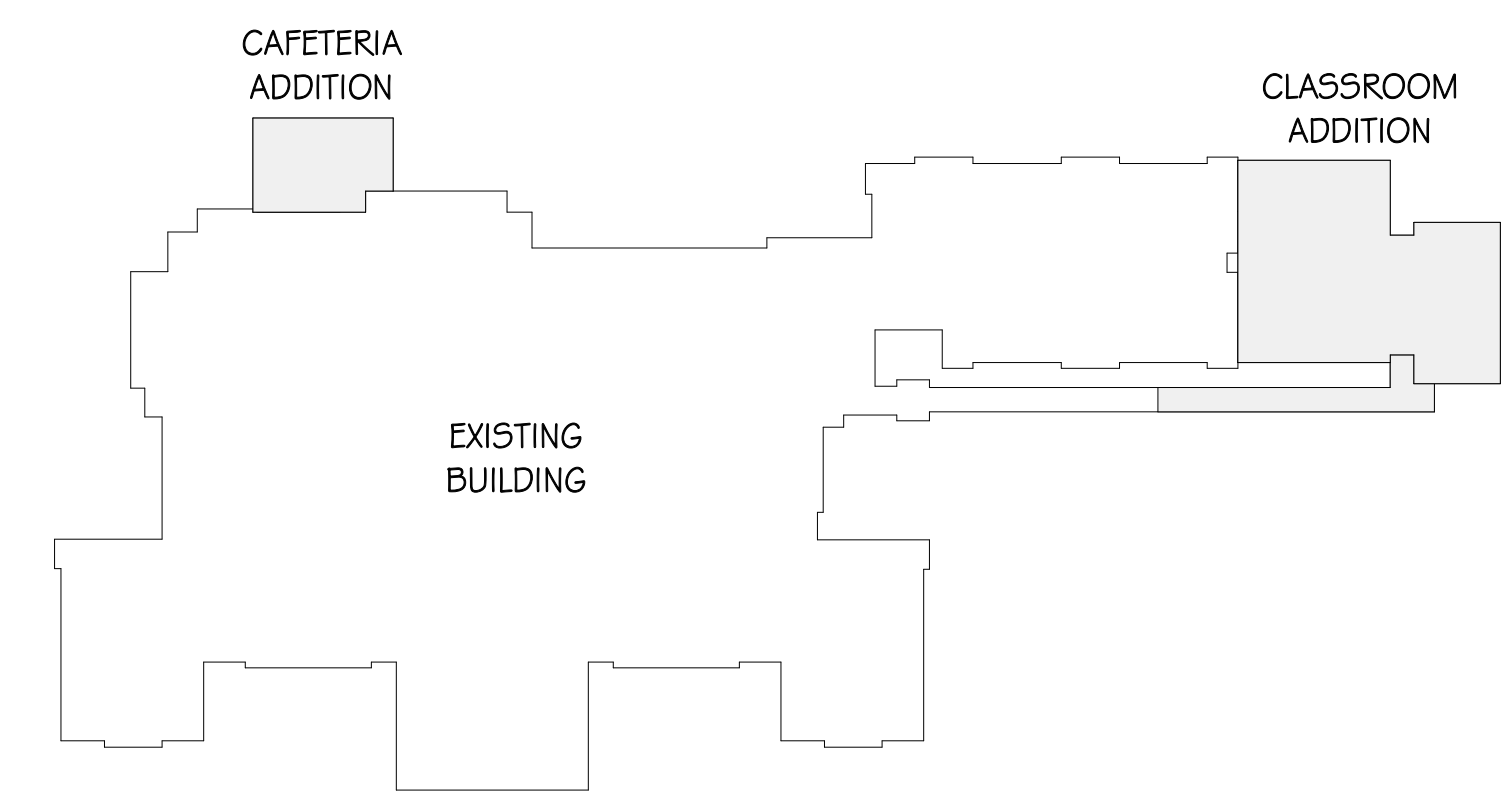 CAFETERIA
ADDITION
CLASSROOM
ADDITION
EXISTING
BUILDING